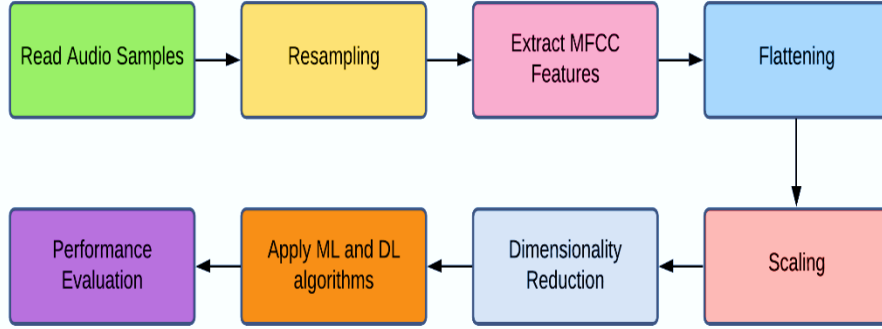 Read Audio Samples
Resampling
Extract MFCC
Features
Flattening
Scaling
Dimensionality
Reduction
Apply ML and DL
algorithms
Performance
Evaluation